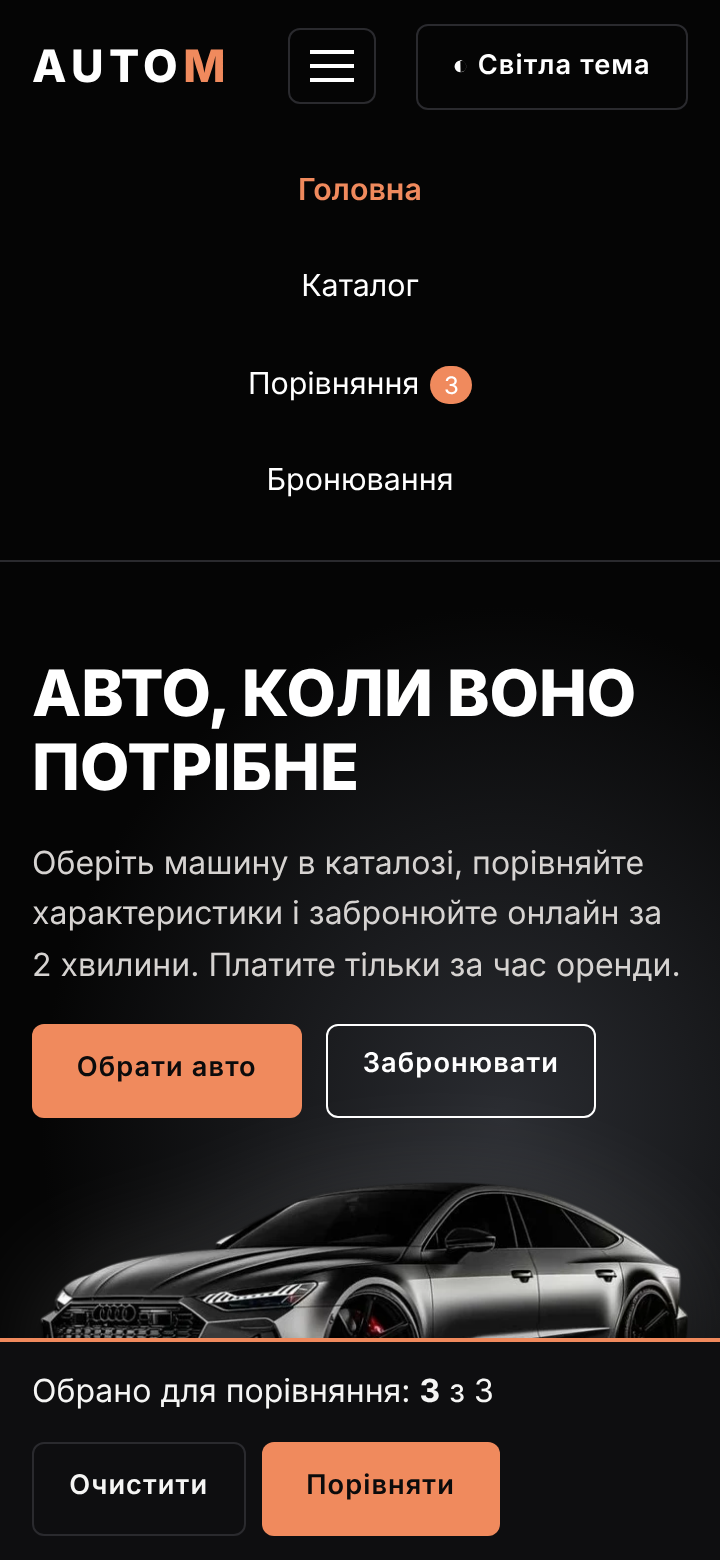 AUTOM
Світла тема
Головна
Каталог
Порівняння 3
Бронювання
АВТО, КОЛИ ВОНО
ПОТРІБНЕ
Оберіть машину в каталозі, порівняйте
характеристики і забронюйте онлайн за
2 хвилини. Платите тільки за час оренди.
Обрати авто
Забронювати
Обрано для порівняння: 3 з 3
Очистити
Порівняти